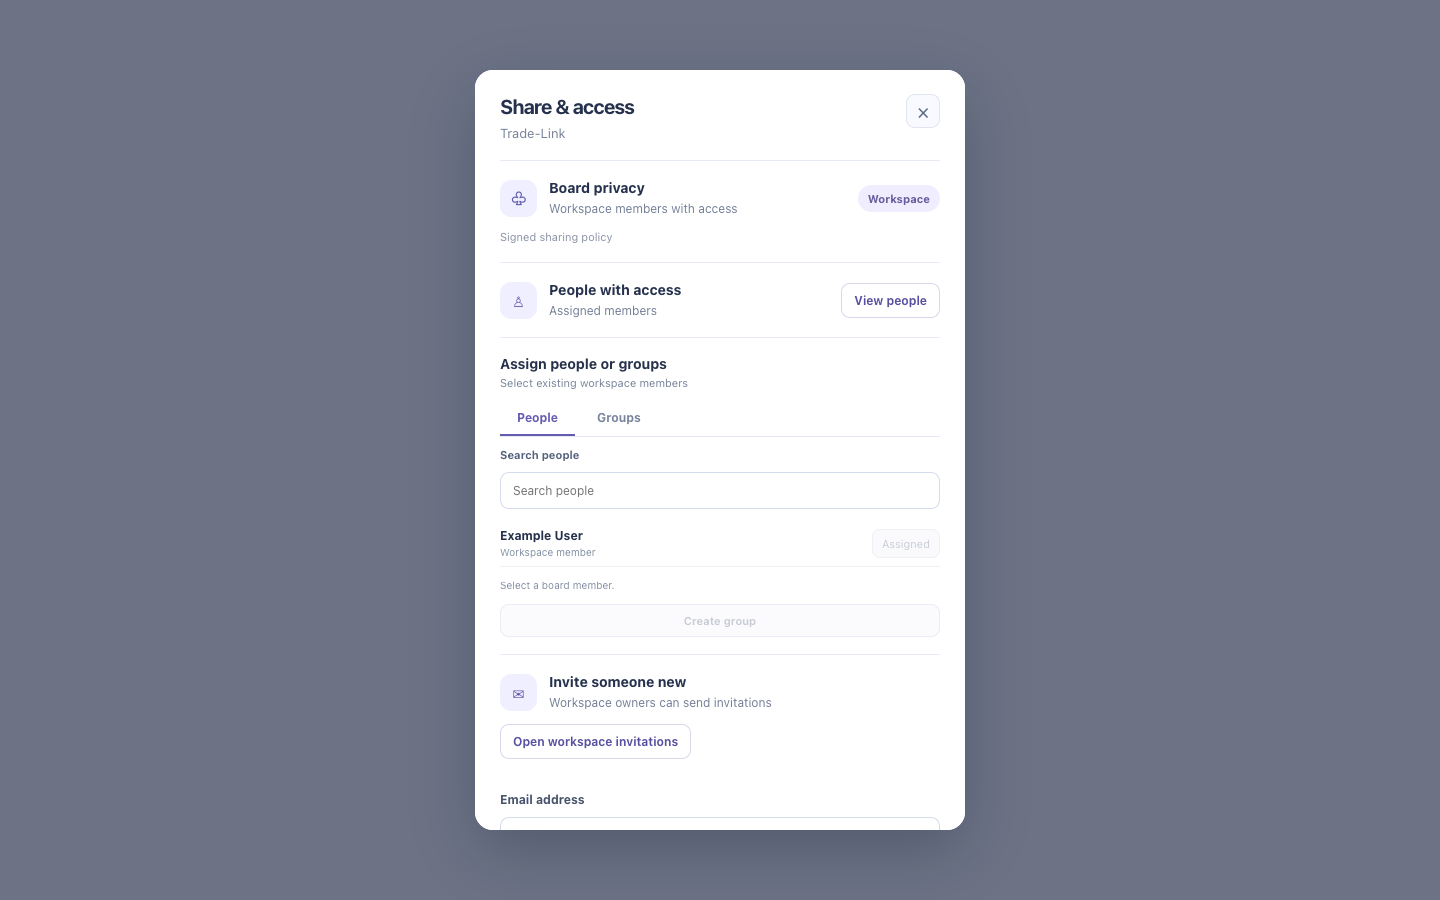 Share & access
Trade-Link
Board privacy
Workspace members with access
Workspace
Signed sharing policy
People with access
Assigned members
View people
Assign people or groups
Select existing workspace members
People
Groups
Search people
Search people
Example User
Workspace member
Assigned
Select a board member.
Create group
Invite someone new
Workspace owners can send invitations
Open workspace invitations
Email address